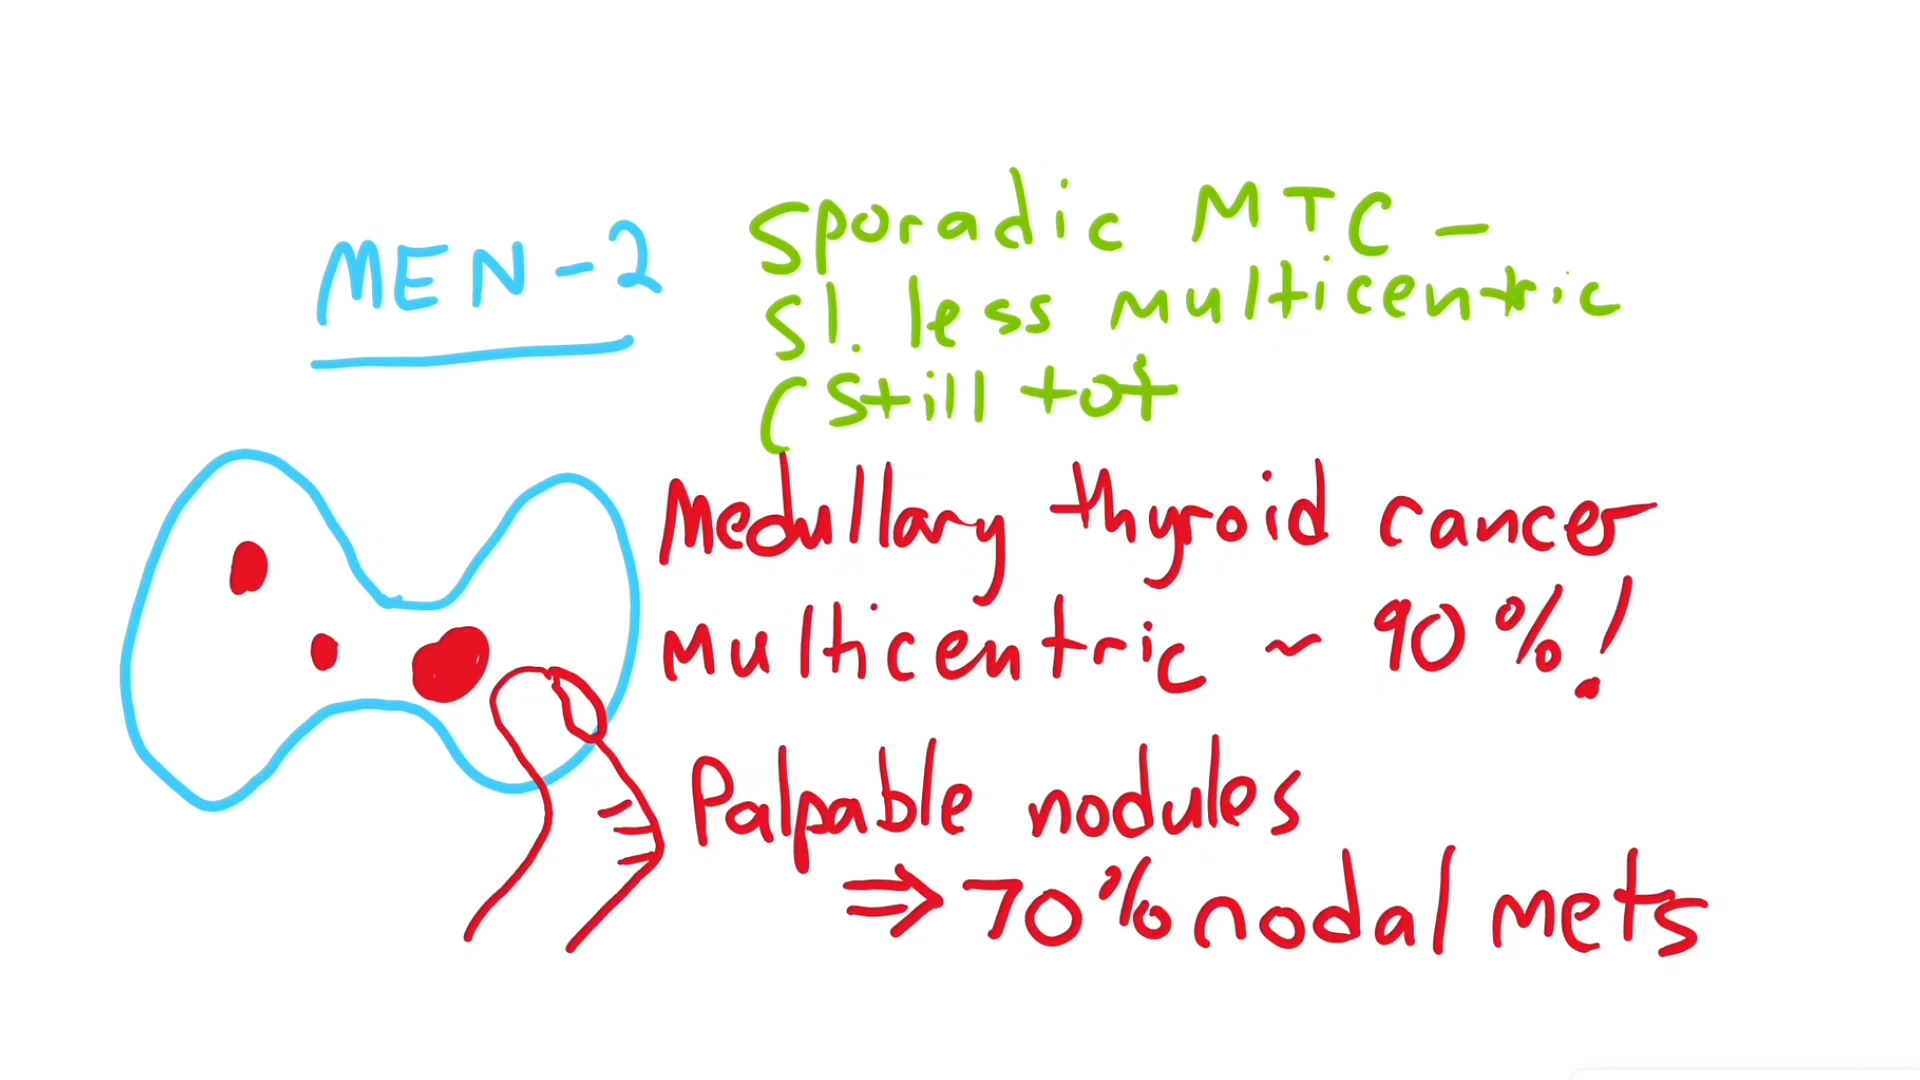 MEN-2
Sporadic MTC -
sl. less multicentric
(still tot
Medullary thyroid cancer
Multicentric ~ 90%!
Palpable nodules
⇒ 70% nodal mets